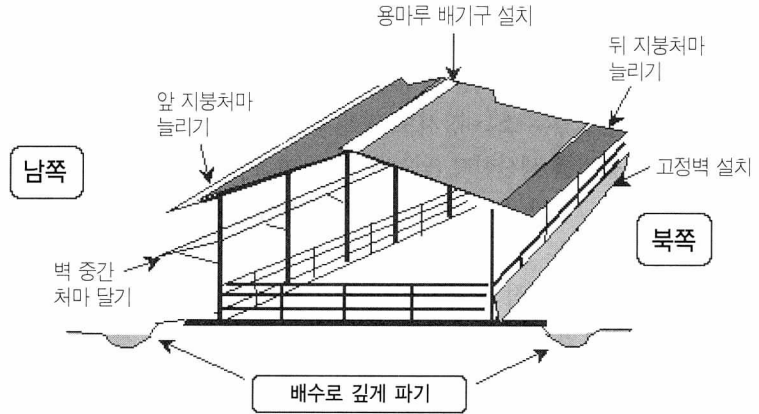 용마루 배기구 설치
뒤 지붕처마
늘리기
앞 지붕처마
늘리기
남쪽
고정벽 설치
북쪽
벽 중간
처마 달기
배수로 깊게 파기